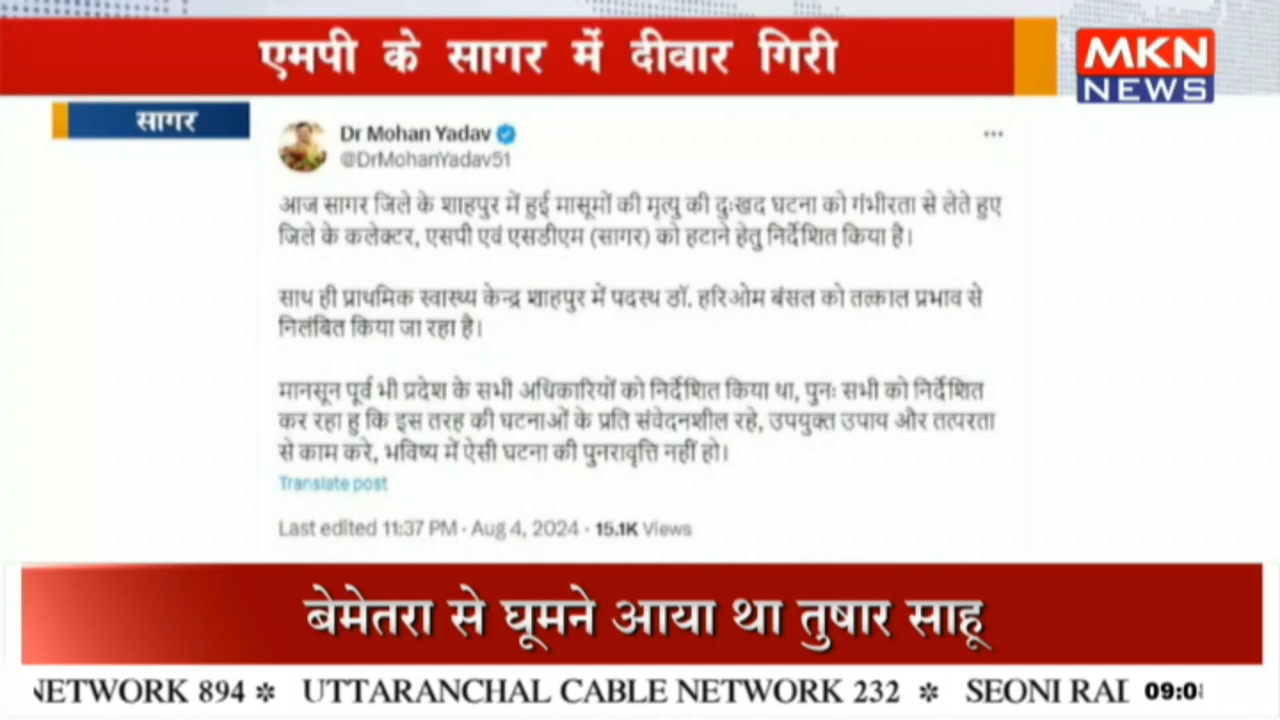 एमपी के सागर में दीवार गिरी
MKN
NEWS
सागर
Dr Mohan Yadav
@DrMohanYadav51
आज सागर जिले के शाहपुर में हुई मासूमों की मृत्यु की दुःखद घटना को गंभीरता से लेते हुए
जिले के कलेक्टर, एसपी एवं एसडीएम (सागर) को हटाने हेतु निर्देशित किया है।
साथ ही प्राथमिक स्वास्थ्य केन्द्र शाहपुर में पदस्थ डॉ. हरिओम बंसल को तत्काल प्रभाव से
निलंबित किया जा रहा है।
मानसून पूर्व भी प्रदेश के सभी अधिकारियों को निर्देशित किया था, पुनः सभी को निर्देशित
कर रहा हु कि इस तरह की घटनाओं के प्रति संवेदनशील रहे, उपयुक्त उपाय और तत्परता
से काम करे, भविष्य में ऐसी घटना की पुनरावृत्ति नहीं हो।
Translate post
Last edited 11:37 PM · Aug 4, 2024 · 15.1K Views
बेमेतरा से घूमने आया था तुषार साहू
NETWORK 894 ✼ UTTARANCHAL CABLE NETWORK 232 ✼ SEONI 09:0